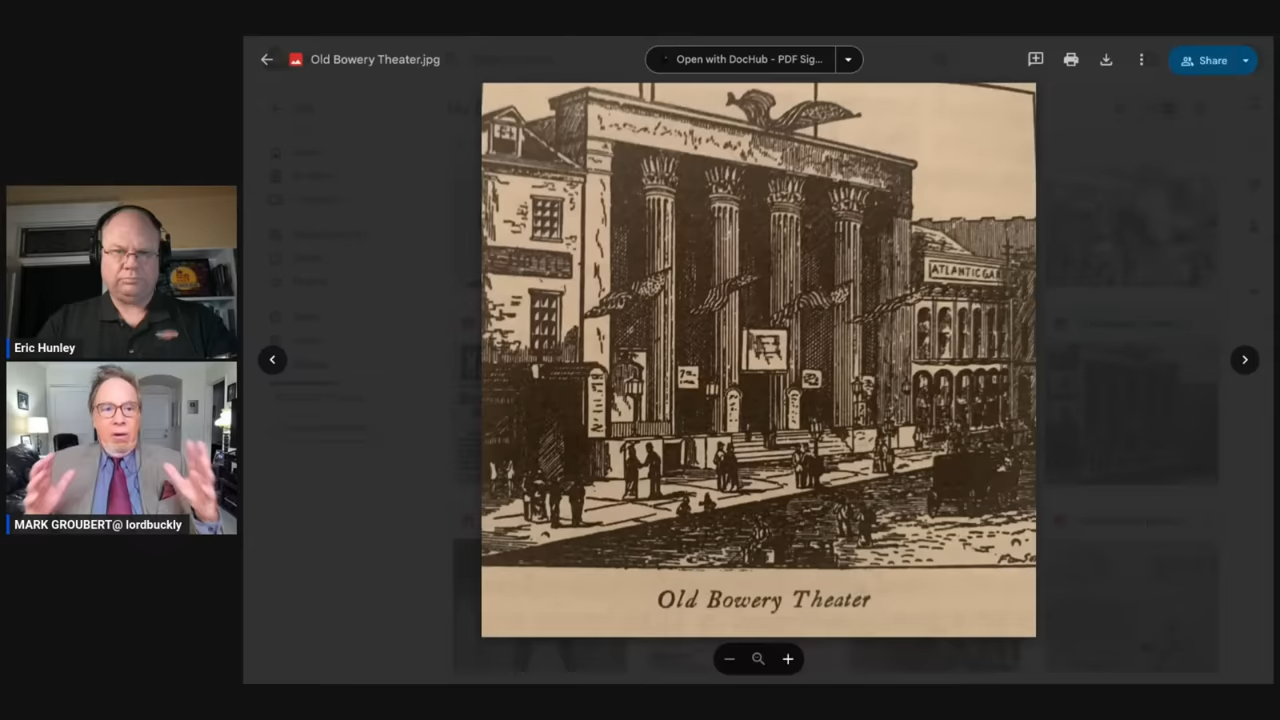 Old Bowery Theater.jpg
Open with DocHub - PDF Sig...
Share
ATLANTIC GAR
Eric Hunley
MARK GROUBERT@ lordbuckly
Old Bowery Theater